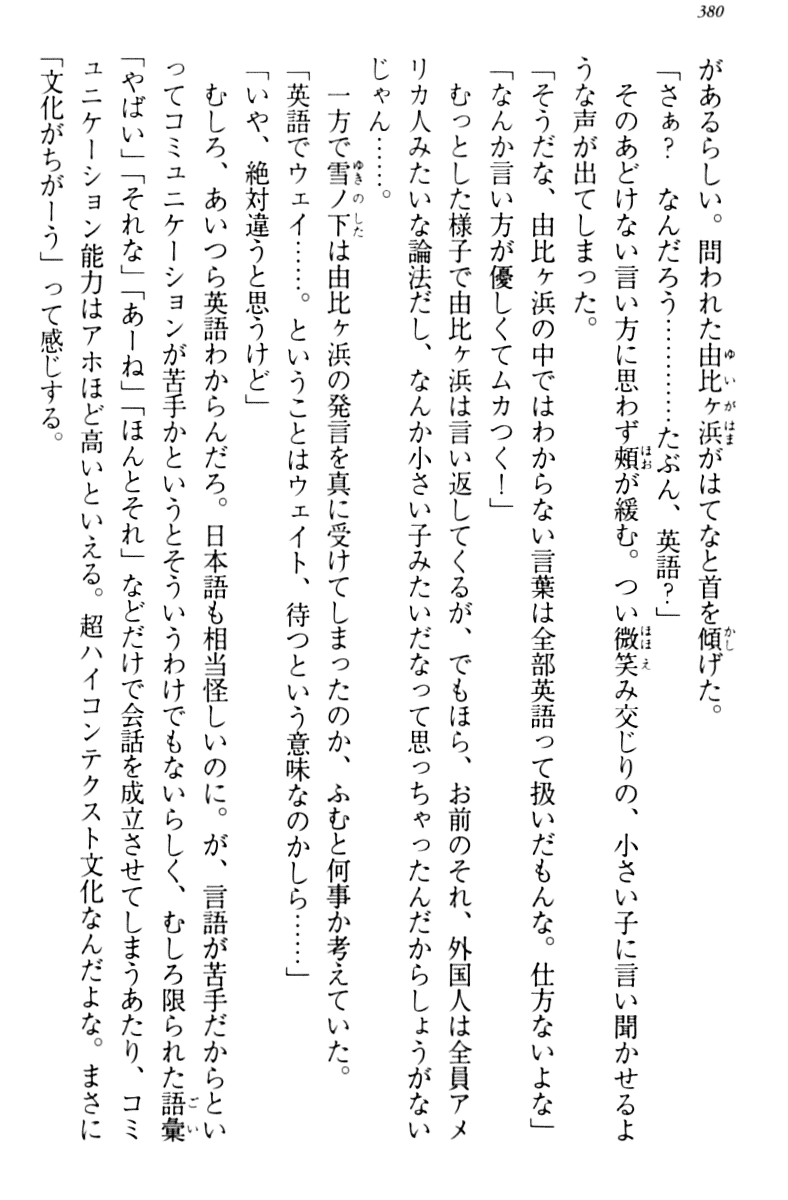 380
があるらしい。問われた由比ヶ浜がはてなと首を傾げた。
「さぁ？　なんだろう…………たぶん、英語？」
　そのあどけない言い方に思わず頬が緩む。つい微笑み交じりの、小さい子に言い聞かせるよ
うな声が出てしまった。
「そうだな、由比ヶ浜の中ではわからない言葉は全部英語って扱いだもんな。仕方ないよな」
「なんか言い方が優しくてムカつく！」
　むっとした様子で由比ヶ浜は言い返してくるが、でもほら、お前のそれ、外国人は全員アメ
リカ人みたいな論法だし、なんか小さい子みたいだなって思っちゃったんだからしょうがない
じゃん……。
　一方で雪ノ下は由比ヶ浜の発言を真に受けてしまったのか、ふむと何事か考えていた。
「英語でウェイ……。ということはウェイト、待つという意味なのかしら……」
「いや、絶対違うと思うけど」
　むしろ、あいつら英語わからんだろ。日本語も相当怪しいのに。が、言語が苦手だからとい
ってコミュニケーションが苦手かというとそういうわけでもないらしく、むしろ限られた語彙
「やばい」「それな」「あーね」「ほんとそれ」などだけで会話を成立させてしまうあたり、コミ
ュニケーション能力はアホほど高いといえる。超ハイコンテクスト文化なんだよな。まさに
「文化がちがーう」って感じする。